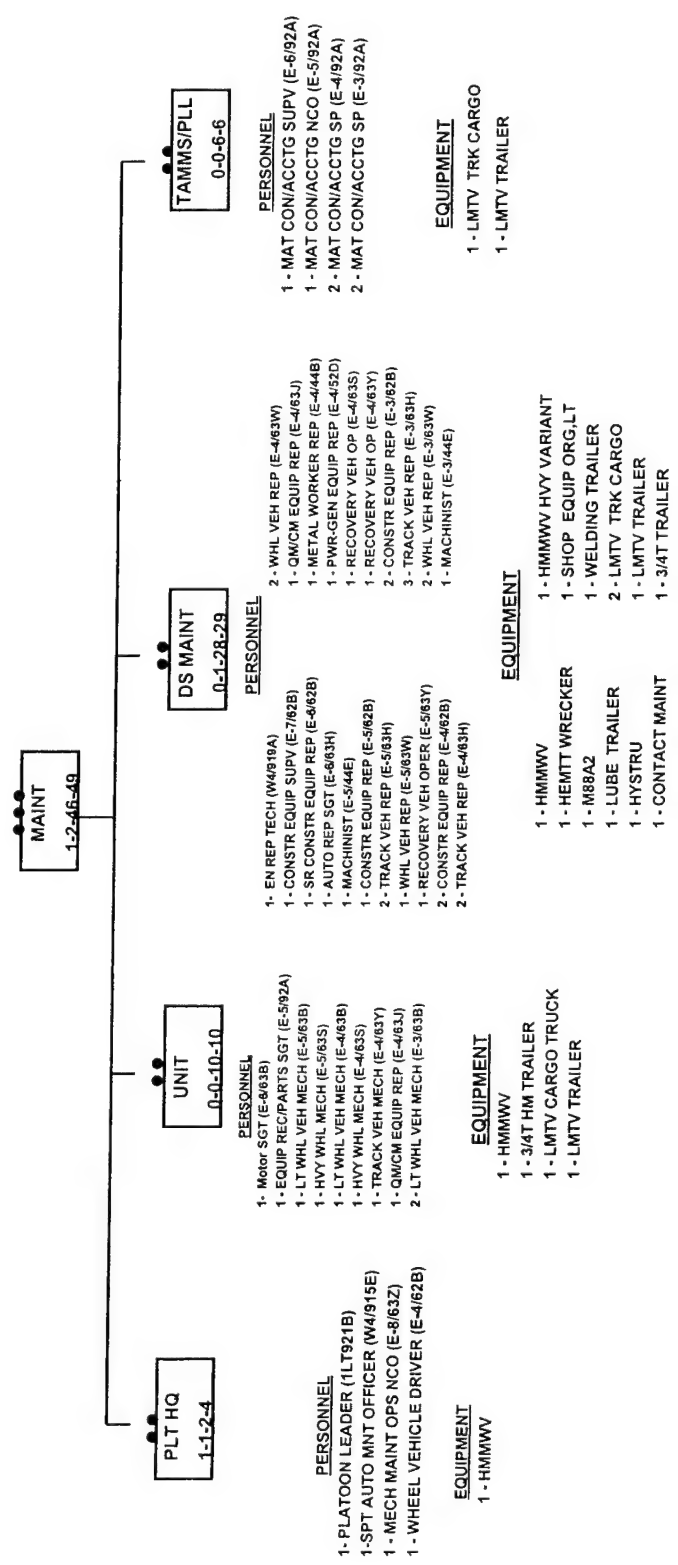 MAINT
1-2-46-49
PLT HQ
1-1-2-4
PERSONNEL
1- PLATOON LEADER (1LT921B)
1-SPT AUTO MNT OFFICER (W4/915E)
1 - MECH MAINT OPS NCO (E-8/63Z)
1 - WHEEL VEHICLE DRIVER (E-4/62B)
EQUIPMENT
1 - HMMWV
UNIT
0-0-10-10
PERSONNEL
1- Motor SGT (E-6/63B)
1 - EQUIP REC/PARTS SGT (E-5/92A)
1 - LT WHL VEH MECH (E-5/63B)
1 - HVY WHL MECH (E-5/63S)
1 - LT WHL VEH MECH (E-4/63B)
1 - HVY WHL MECH (E-4/63S)
1 - TRACK VEH MECH (E-4/63Y)
1 - QM/CM EQUIP REP (E-4/63J)
2 - LT WHL VEH MECH (E-3/63B)
EQUIPMENT
1 - HMMWV
1 - 3/4T HM TRAILER
1 - LMTV CARGO TRUCK
1 - LMTV TRAILER
DS MAINT
0-1-28-29
PERSONNEL
1- EN REP TECH (W4/919A)
1 - CONSTR EQUIP SUPV (E-7/62B)
1 - SR CONSTR EQUIP REP (E-6/62B)
1 - AUTO REP SGT (E-6/63H)
1 - MACHINIST (E-5/44E)
1 - CONSTR EQUIP REP (E-5/62B)
2 - TRACK VEH REP (E-5/63H)
1 - WHL VEH REP (E-5/63W)
1 - RECOVERY VEH OPER (E-5/63Y)
2 - CONSTR EQUIP REP (E-4/62B)
2 - TRACK VEH REP (E-4/63H)
2 - WHL VEH REP (E-4/63W)
1 - QM/CM EQUIP REP (E-4/63J)
1 - METAL WORKER REP (E-4/44B)
1 - PWR-GEN EQUIP REP (E-4/52D)
1 - RECOVERY VEH OP (E-4/63S)
1 - RECOVERY VEH OP (E-4/63Y)
2 - CONSTR EQUIP REP (E-3/62B)
3 - TRACK VEH REP (E-3/63H)
2 - WHL VEH REP (E-3/63W)
1 - MACHINIST (E-3/44E)
EQUIPMENT
1 - HMMWV
1 - HEMTT WRECKER
1 - M88A2
1 - LUBE TRAILER
1 - HYSTRU
1 - CONTACT MAINT
1 - HMMWV HVY VARIANT
1 - SHOP EQUIP ORG,LT
1 - WELDING TRAILER
2 - LMTV TRK CARGO
1 - LMTV TRAILER
1 - 3/4T TRAILER
TAMMS/PLL
0-0-6-6
PERSONNEL
1 - MAT CON/ACCTG SUPV (E-6/92A)
1 - MAT CON/ACCTG NCO (E-5/92A)
2 - MAT CON/ACCTG SP (E-4/92A)
2 - MAT CON/ACCTG SP (E-3/92A)
EQUIPMENT
1 - LMTV TRK CARGO
1 - LMTV TRAILER